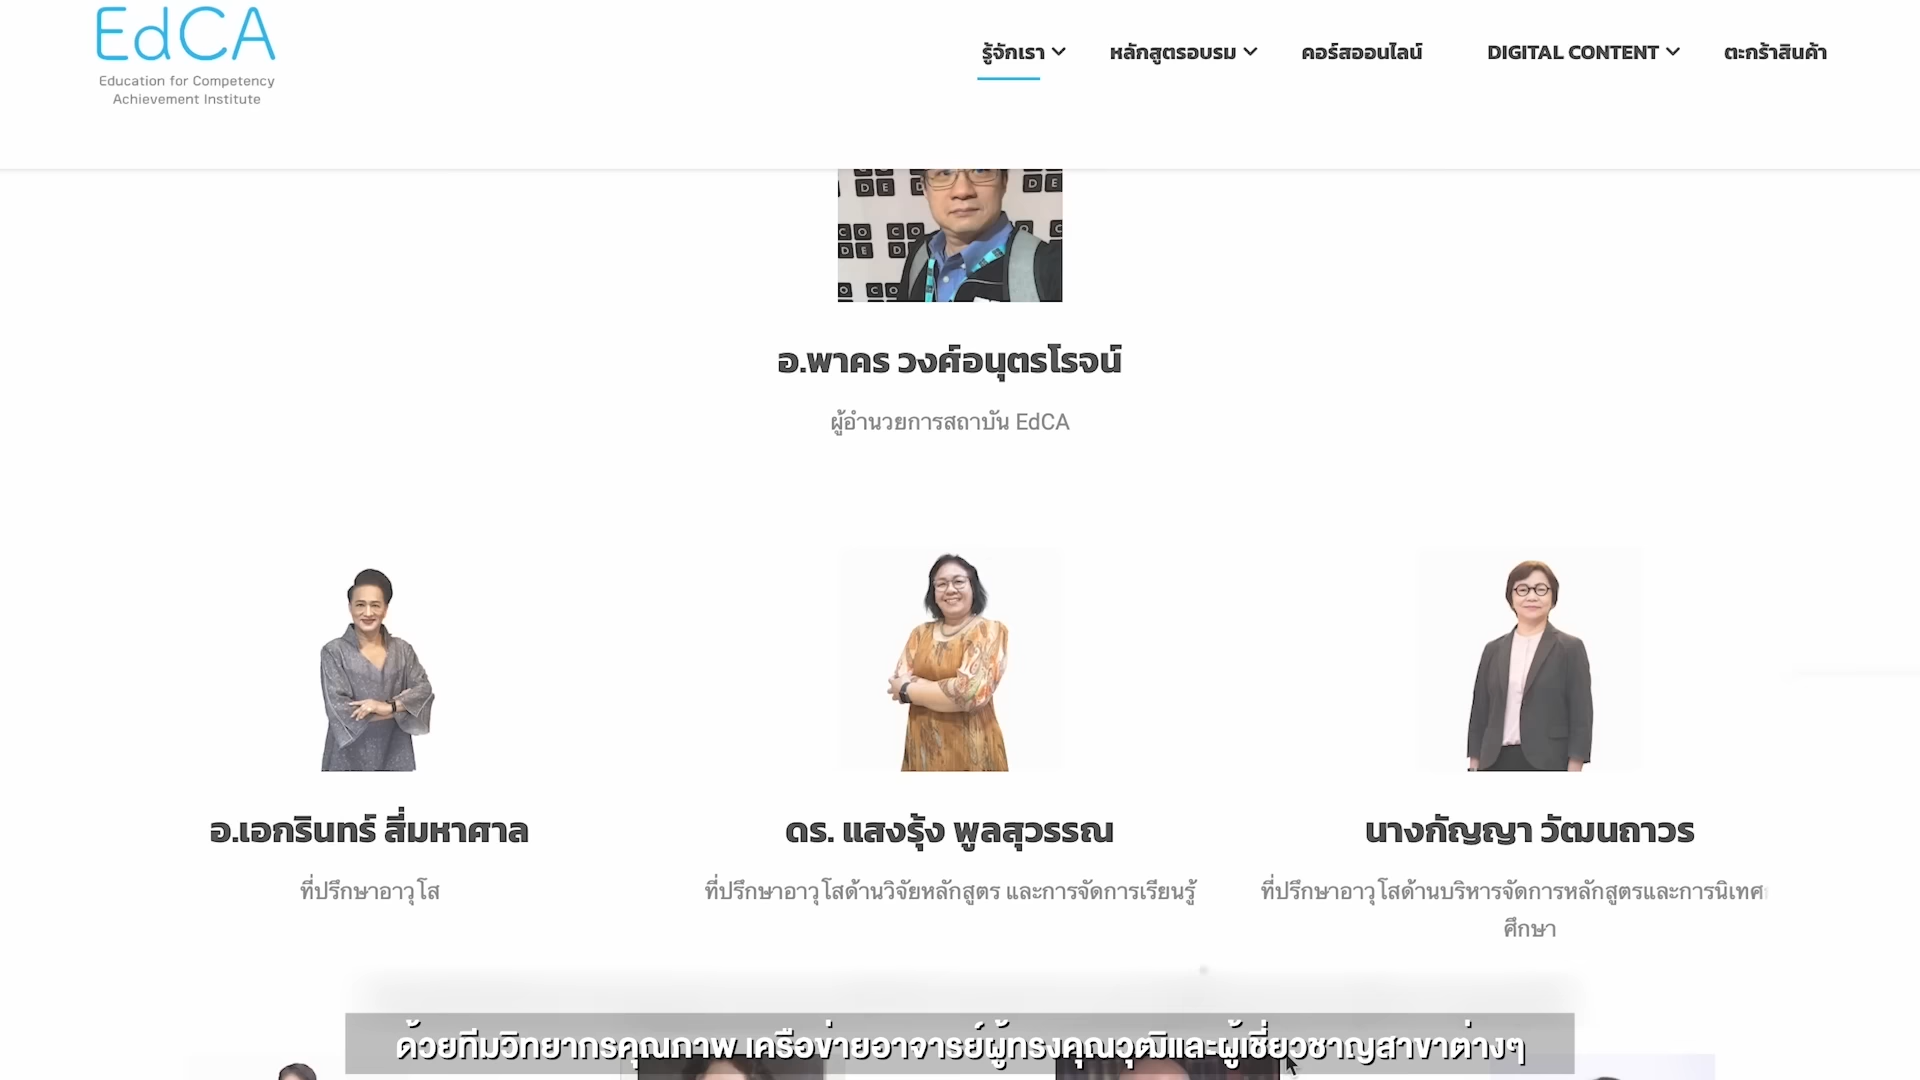 EdCA
Education for Competency
Achievement Institute
รู้จักเรา
หลักสูตรอบรม
คอร์สออนไลน์
DIGITAL CONTENT
ตะกร้าสินค้า
อ.พาคร วงศ์อนุตรโรจน์
ผู้อำนวยการสถาบัน EdCA
อ.เอกรินทร์ สี่มหาศาล
ที่ปรึกษาอาวุโส
ดร. แสงรุ้ง พูลสุวรรณ
ที่ปรึกษาอาวุโสด้านวิจัยหลักสูตร และการจัดการเรียนรู้
นางกัญญา วัฒนถาวร
ที่ปรึกษาอาวุโสด้านบริหารจัดการหลักสูตรและการนิเทศ
ศึกษา
ด้วยทีมวิทยากรคุณภาพ เครือข่ายอาจารย์ผู้ทรงคุณวุฒิและผู้เชี่ยวชาญสาขาต่างๆ